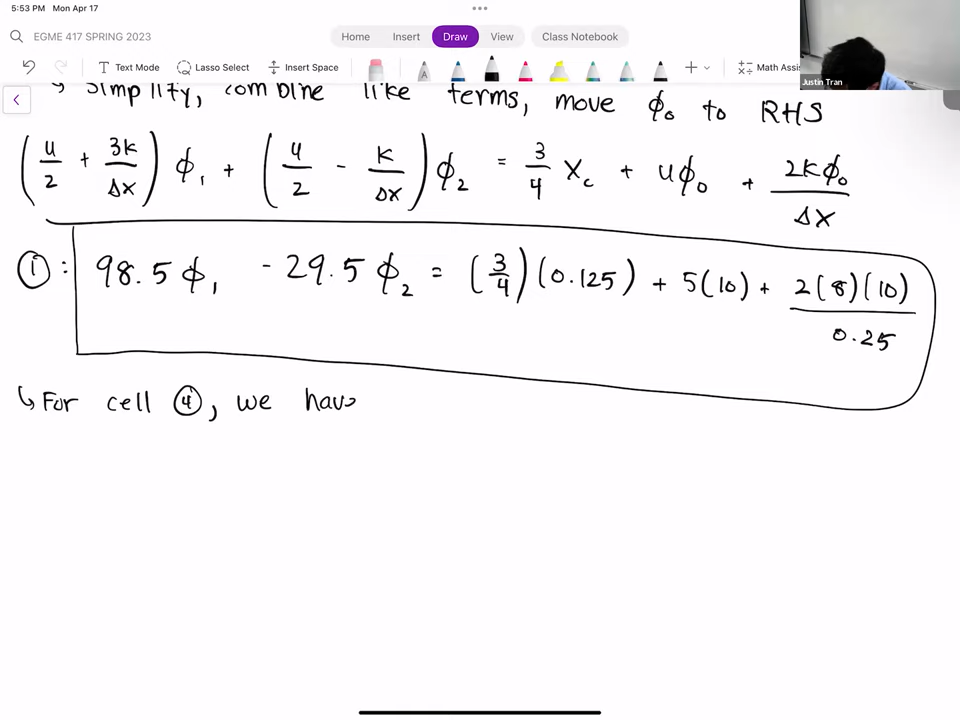 5:53 PM Mon Apr 17
EGME 417 SPRING 2023
Home Insert Draw View Class Notebook
Text Mode Lasso Select Insert Space Math Assis
Justin Tran
↳ Simplify, combine like terms, move ϕ₀ to RHS
(u/2 + 3k/Δx) ϕ₁ + (u/2 - k/Δx) ϕ₂ = 3/4 Xc + uϕ₀ + 2kϕ₀/Δx
①: 98.5 ϕ₁ - 29.5 ϕ₂ = (3/4)(0.125) + 5(10) + 2(8)(10)/0.25
↳ For cell ④, we have